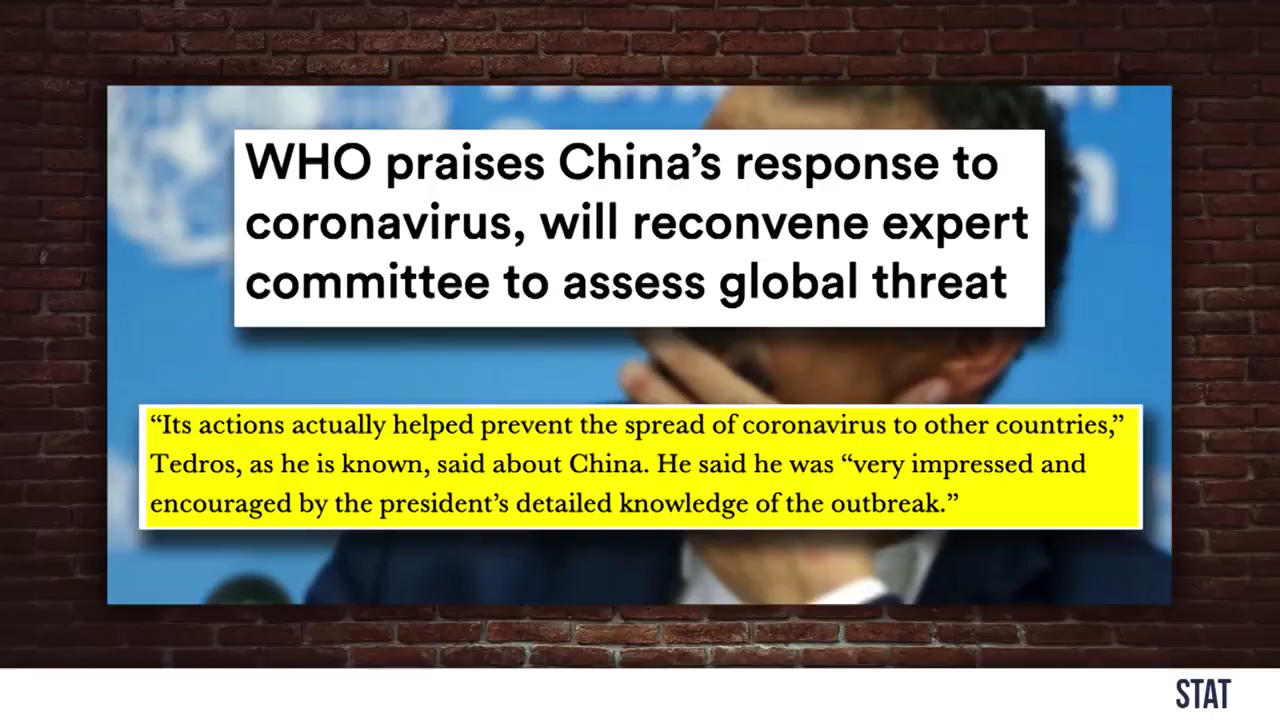 WHO praises China’s response to
coronavirus, will reconvene expert
committee to assess global threat
“Its actions actually helped prevent the spread of coronavirus to other countries,”
Tedros, as he is known, said about China. He said he was “very impressed and
encouraged by the president’s detailed knowledge of the outbreak.”
STAT